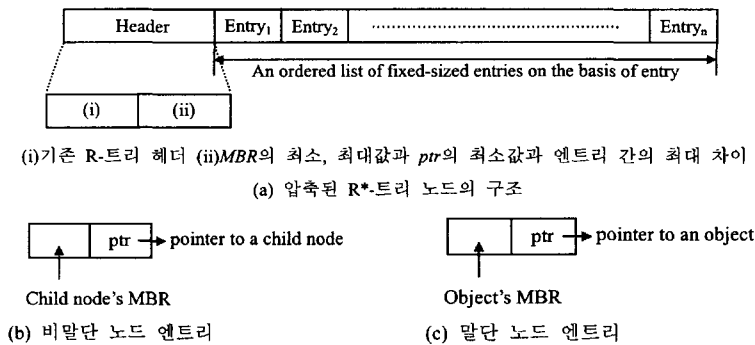 Header Entry1 Entry2 Entryn
An ordered list of fixed-sized entries on the basis of entry
(i) (ii)
(i)기존 R-트리 헤더 (ii)MBR의 최소, 최대값과 ptr의 최소값과 엔트리 간의 최대 차이
(a) 압축된 R*-트리 노드의 구조
ptr pointer to a child node
Child node's MBR
(b) 비말단 노드 엔트리
ptr pointer to an object
Object's MBR
(c) 말단 노드 엔트리